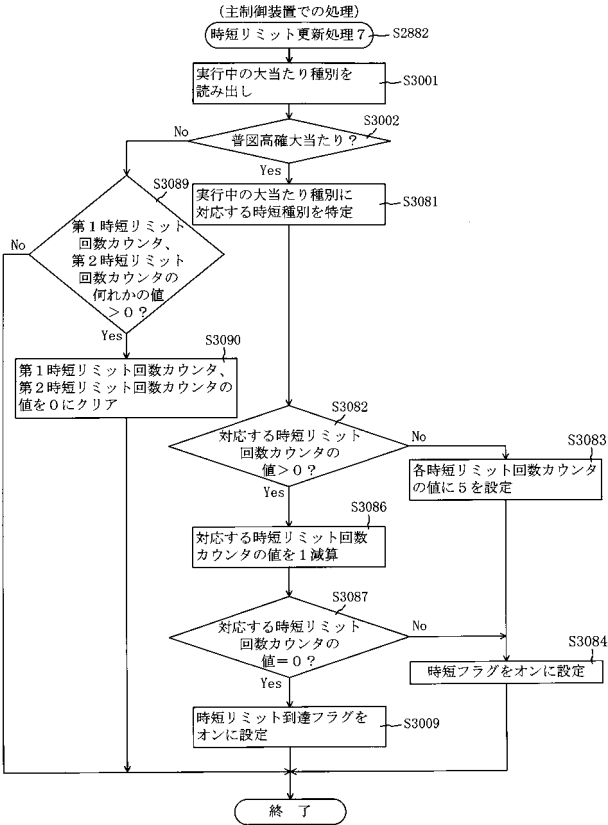 (主制御装置での処理)
時短リミット更新処理7
S2882
実行中の大当たり種別を
読み出し
S3001
普図高確大当たり？
S3002
No
Yes
S3089
第1時短リミット
回数カウンタ、
第2時短リミット
回数カウンタの
何れかの値
＞0？
No
Yes
実行中の大当たり種別に
対応する時短種別を特定
S3081
S3090
第1時短リミット回数カウンタ、
第2時短リミット回数カウンタの
値を0にクリア
S3082
対応する時短リミット
回数カウンタの
値＞0？
No
Yes
S3083
各時短リミット回数カウンタ
の値に5を設定
S3086
対応する時短リミット回数
カウンタの値を1減算
S3087
対応する時短リミット
回数カウンタの
値＝0？
No
Yes
S3084
時短フラグをオンに設定
時短リミット到達フラグを
オンに設定
S3009
終 了